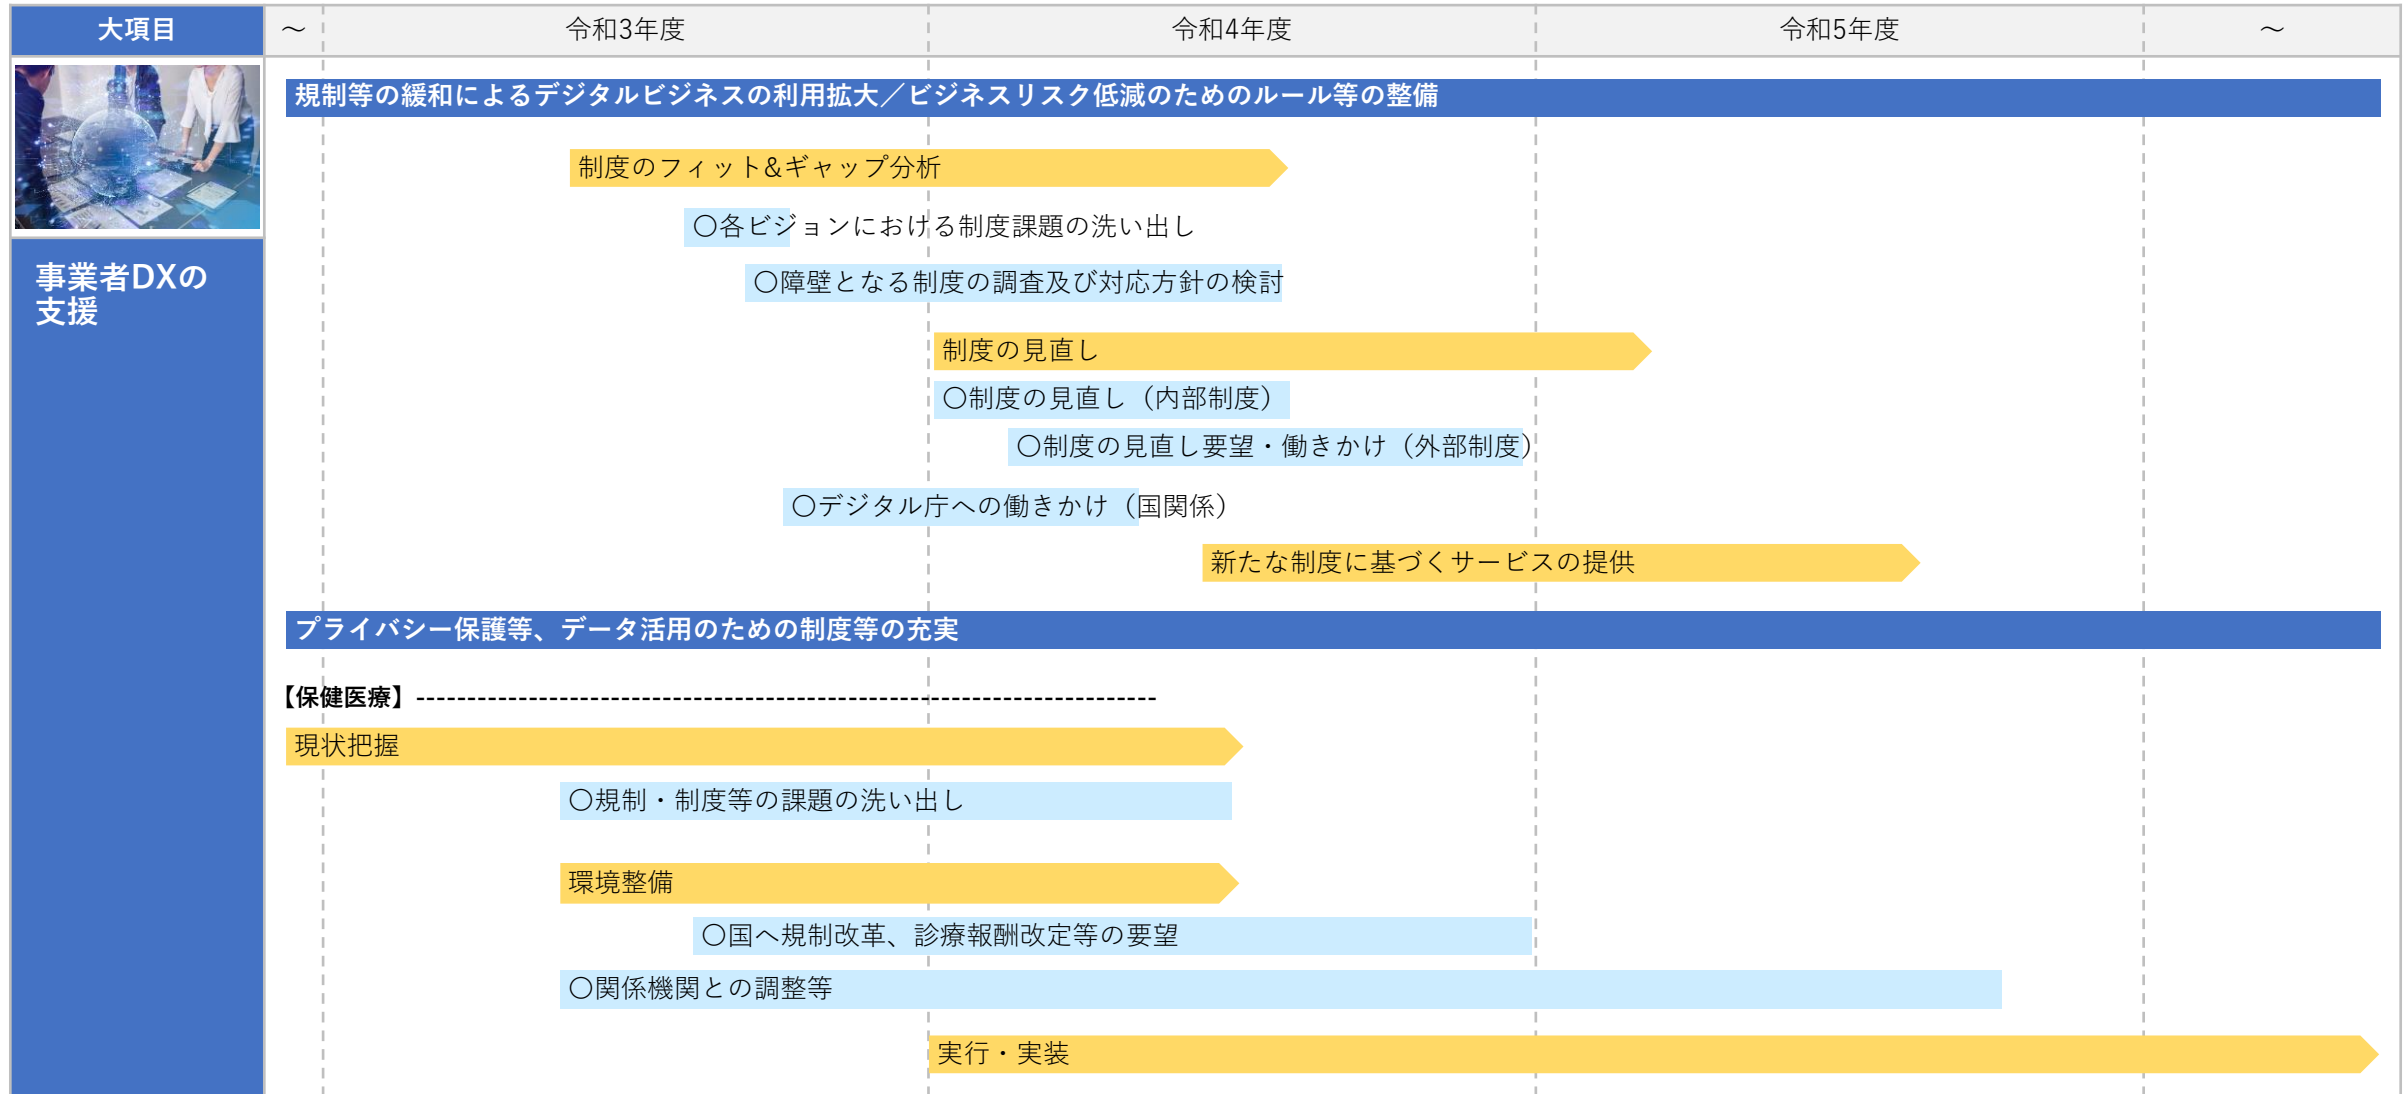 大項目
～
令和3年度
令和4年度
令和5年度
～
事業者DXの
支援
規制等の緩和によるデジタルビジネスの利用拡大／ビジネスリスク低減のためのルール等の整備
制度のフィット&ギャップ分析
○各ビジョンにおける制度課題の洗い出し
○障壁となる制度の調査及び対応方針の検討
制度の見直し
○制度の見直し（内部制度）
○制度の見直し要望・働きかけ（外部制度）
○デジタル庁への働きかけ（国関係）
新たな制度に基づくサービスの提供
プライバシー保護等、データ活用のための制度等の充実
【保健医療】------------------------------------------------------------------------
現状把握
○規制・制度等の課題の洗い出し
環境整備
○国へ規制改革、診療報酬改定等の要望
○関係機関との調整等
実行・実装